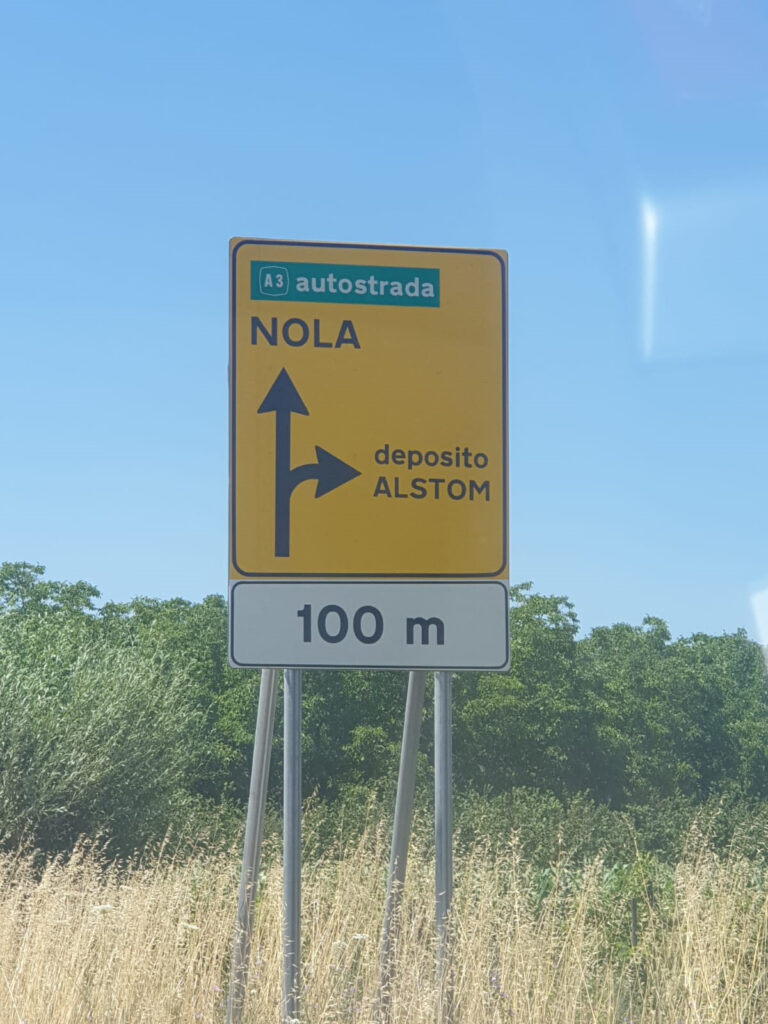 A3 autostrada
NOLA
deposito
ALSTOM
100 m